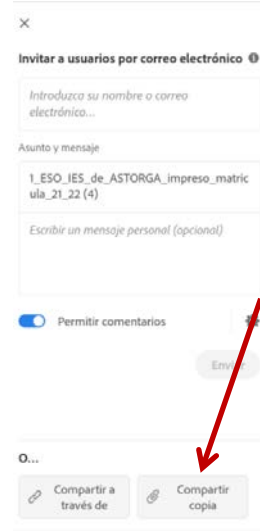 Invitar a usuarios por correo electrónico
Introduzca su nombre o correo
electrónico...
Asunto y mensaje
1_ESO_IES_de_ASTORGA_impreso_matric
ula_21_22 (4)
Escribir un mensaje personal (opcional)
Permitir comentarios
Enviar
O...
Compartir a
través de
Compartir
copia